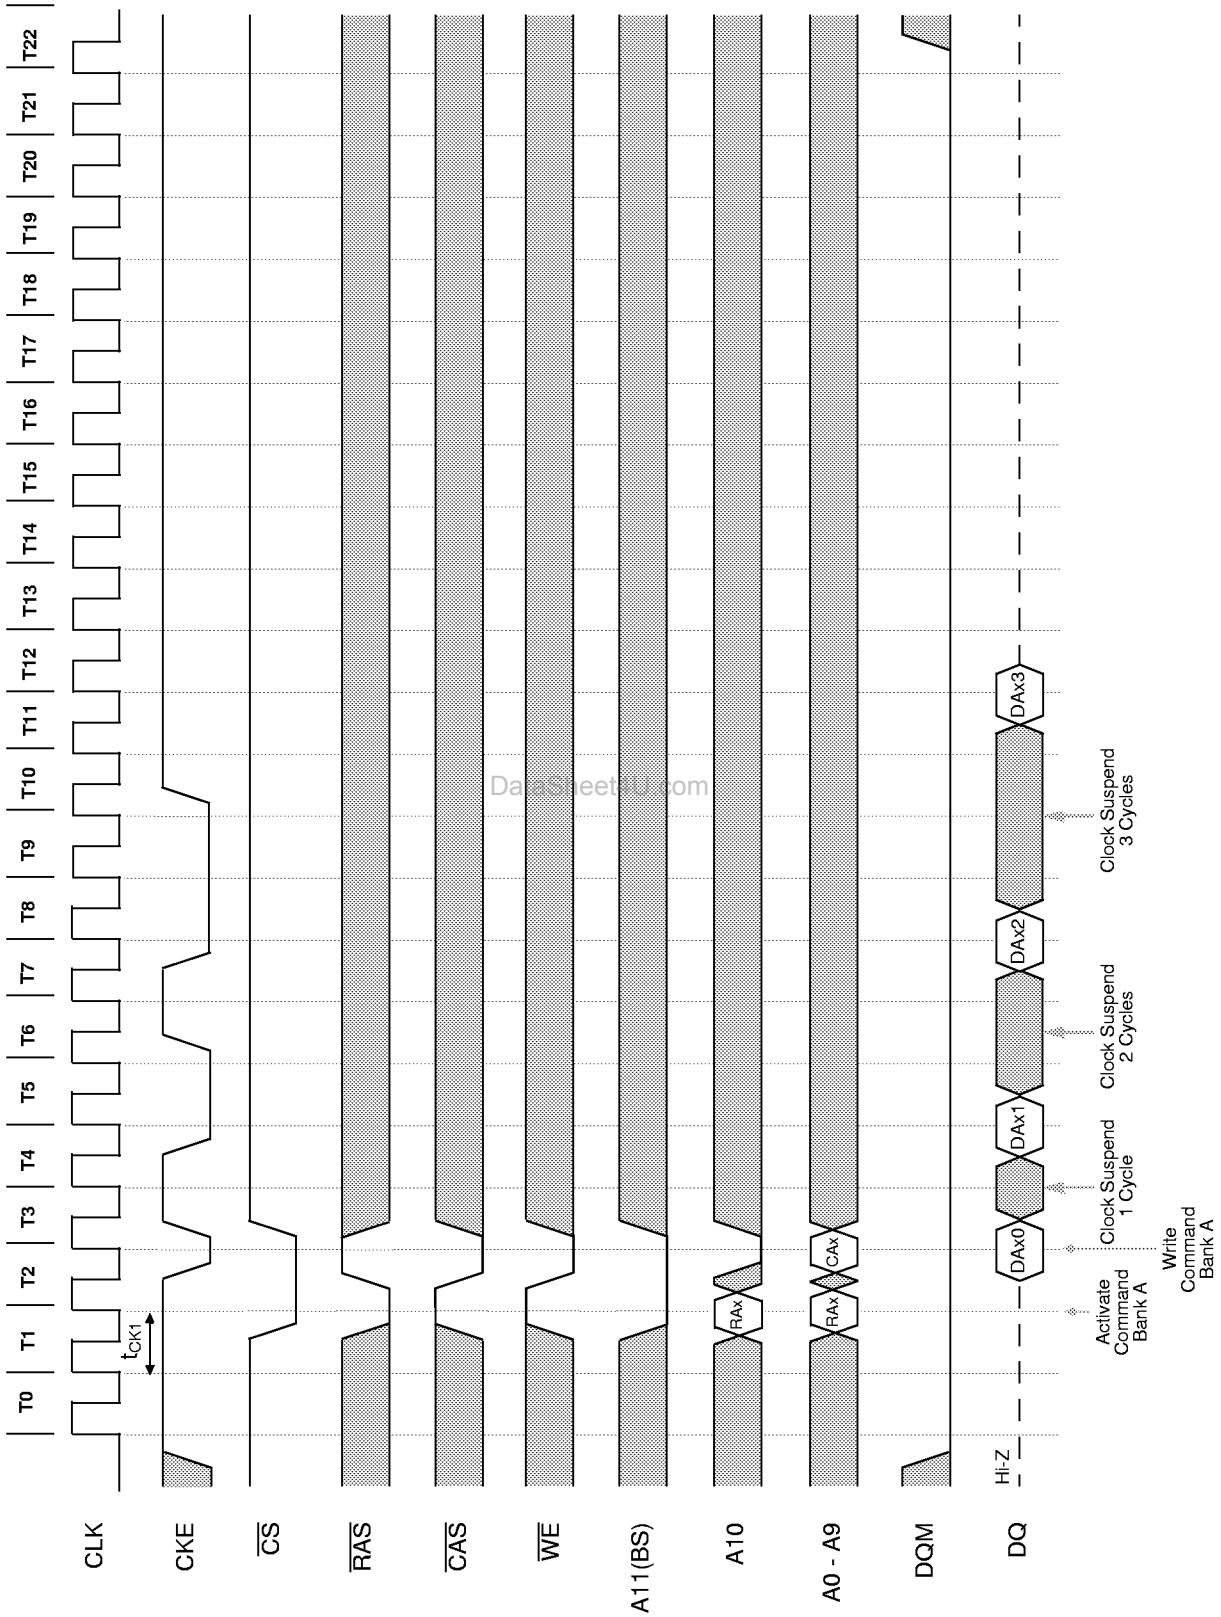 T0 T1 T2 T3 T4 T5 T6 T7 T8 T9 T10 T11 T12 T13 T14 T15 T16 T17 T18 T19 T20 T21 T22
CLK
tCK1
CKE
CS
RAS
CAS
WE
A11(BS)
DataSheet4U.com
A10
RAx
A0 - A9
RAx CAx
DQM
DQ
Hi-Z
DAx0 DAx1 DAx2 DAx3
Activate
Command
Bank A
Write
Command
Bank A
Clock Suspend
1 Cycle
Clock Suspend
2 Cycles
Clock Suspend
3 Cycles